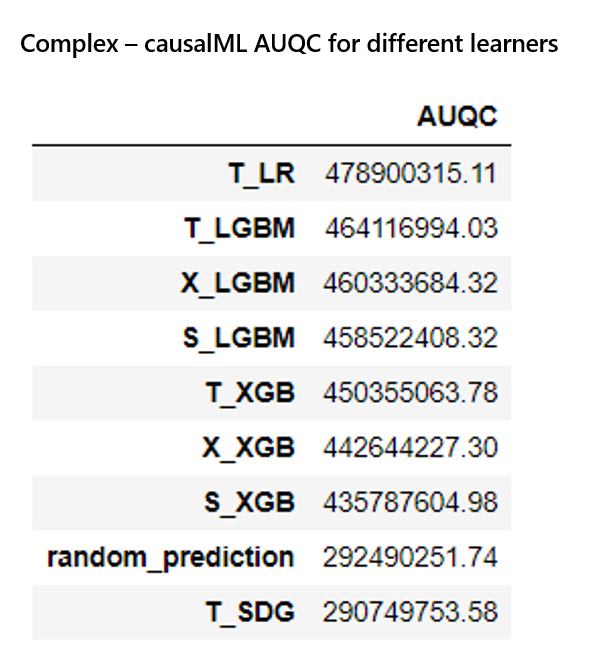 Complex – causalML AUQC for different learners
AUQC
T_LR 478900315.11
T_LGBM 464116994.03
X_LGBM 460333684.32
S_LGBM 458522408.32
T_XGB 450355063.78
X_XGB 442644227.30
S_XGB 435787604.98
random_prediction 292490251.74
T_SDG 290749753.58